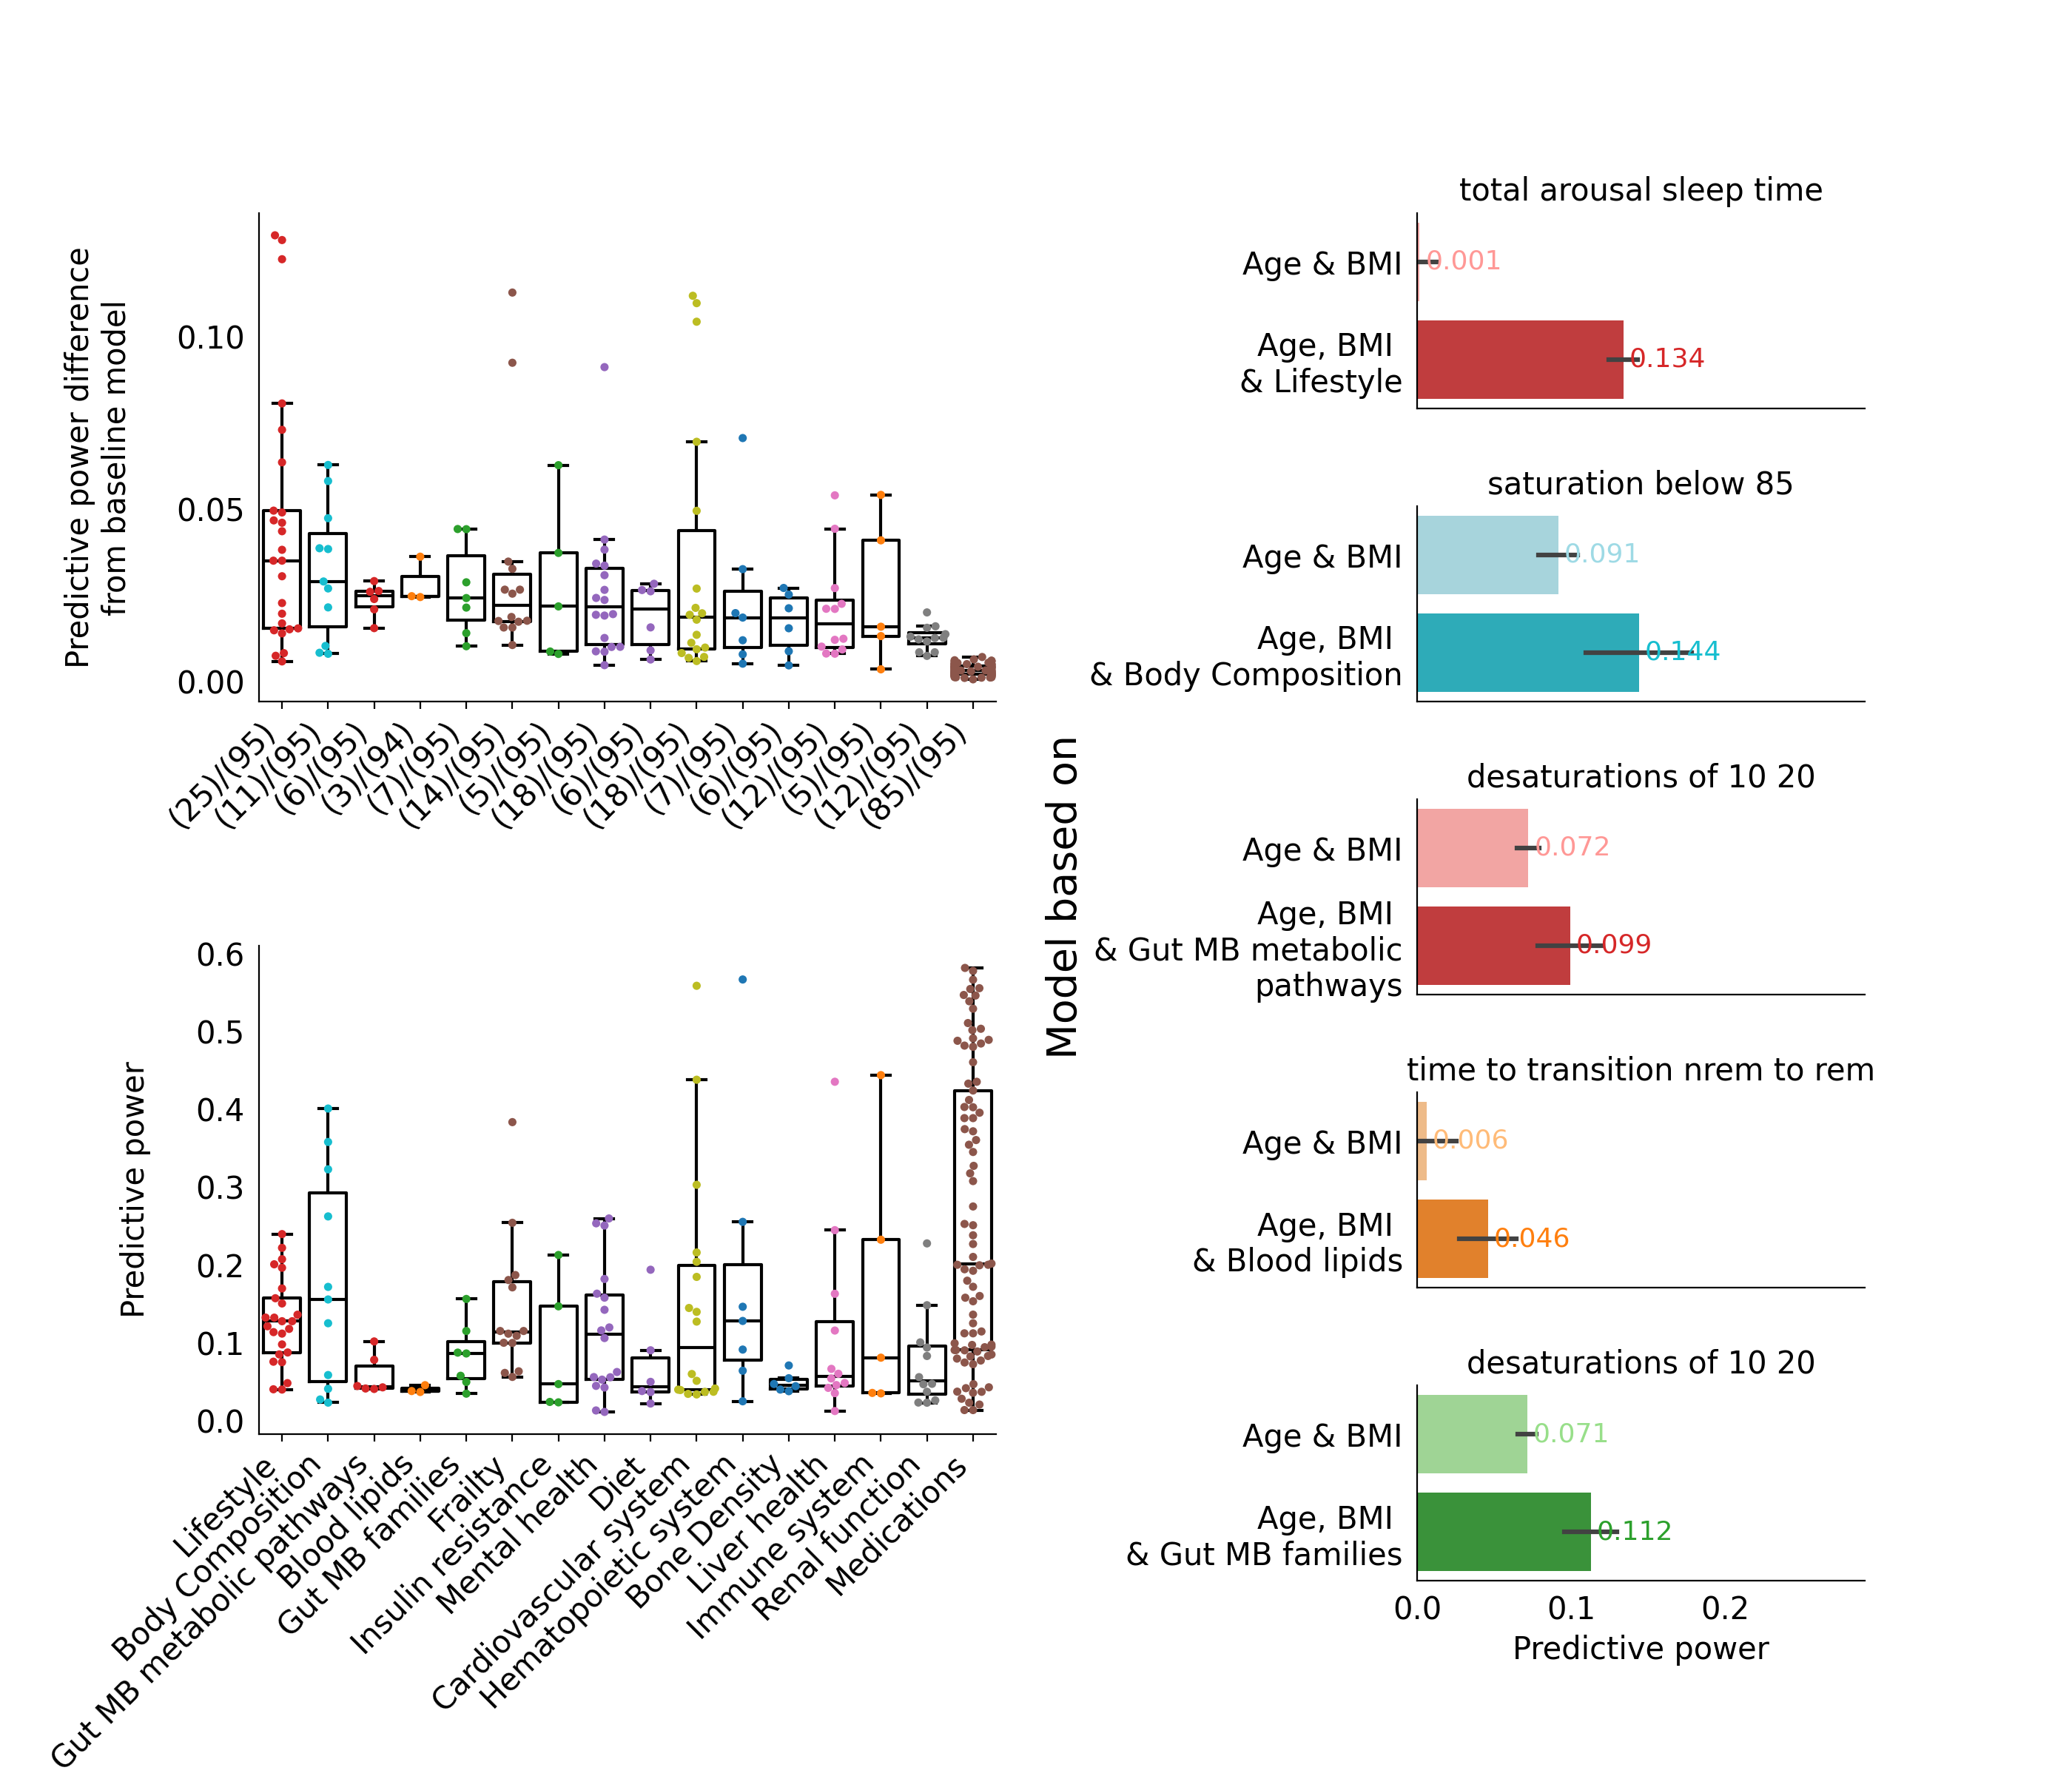 Predictive power difference
from baseline model
0.10
0.05
0.00
(25)/(95)
(11)/(95)
(6)/(95)
(3)/(94)
(7)/(95)
(14)/(95)
(5)/(95)
(18)/(95)
(6)/(95)
(18)/(95)
(7)/(95)
(6)/(95)
(12)/(95)
(5)/(95)
(12)/(95)
(85)/(95)
Predictive power
0.6
0.5
0.4
0.3
0.2
0.1
0.0
Lifestyle
Body Composition
Gut MB metabolic pathways
Blood lipids
Gut MB families
Frailty
Insulin resistance
Mental health
Diet
Cardiovascular system
Hematopoietic system
Bone Density
Liver health
Immune system
Renal function
Medications
Model based on
total arousal sleep time
Age & BMI
0.001
Age, BMI
& Lifestyle
0.134
saturation below 85
Age & BMI
0.091
Age, BMI
& Body Composition
0.144
desaturations of 10 20
Age & BMI
0.072
Age, BMI
& Gut MB metabolic
pathways
0.099
time to transition nrem to rem
Age & BMI
0.006
Age, BMI
& Blood lipids
0.046
desaturations of 10 20
Age & BMI
0.071
Age, BMI
& Gut MB families
0.112
0.0
0.1
0.2
Predictive power